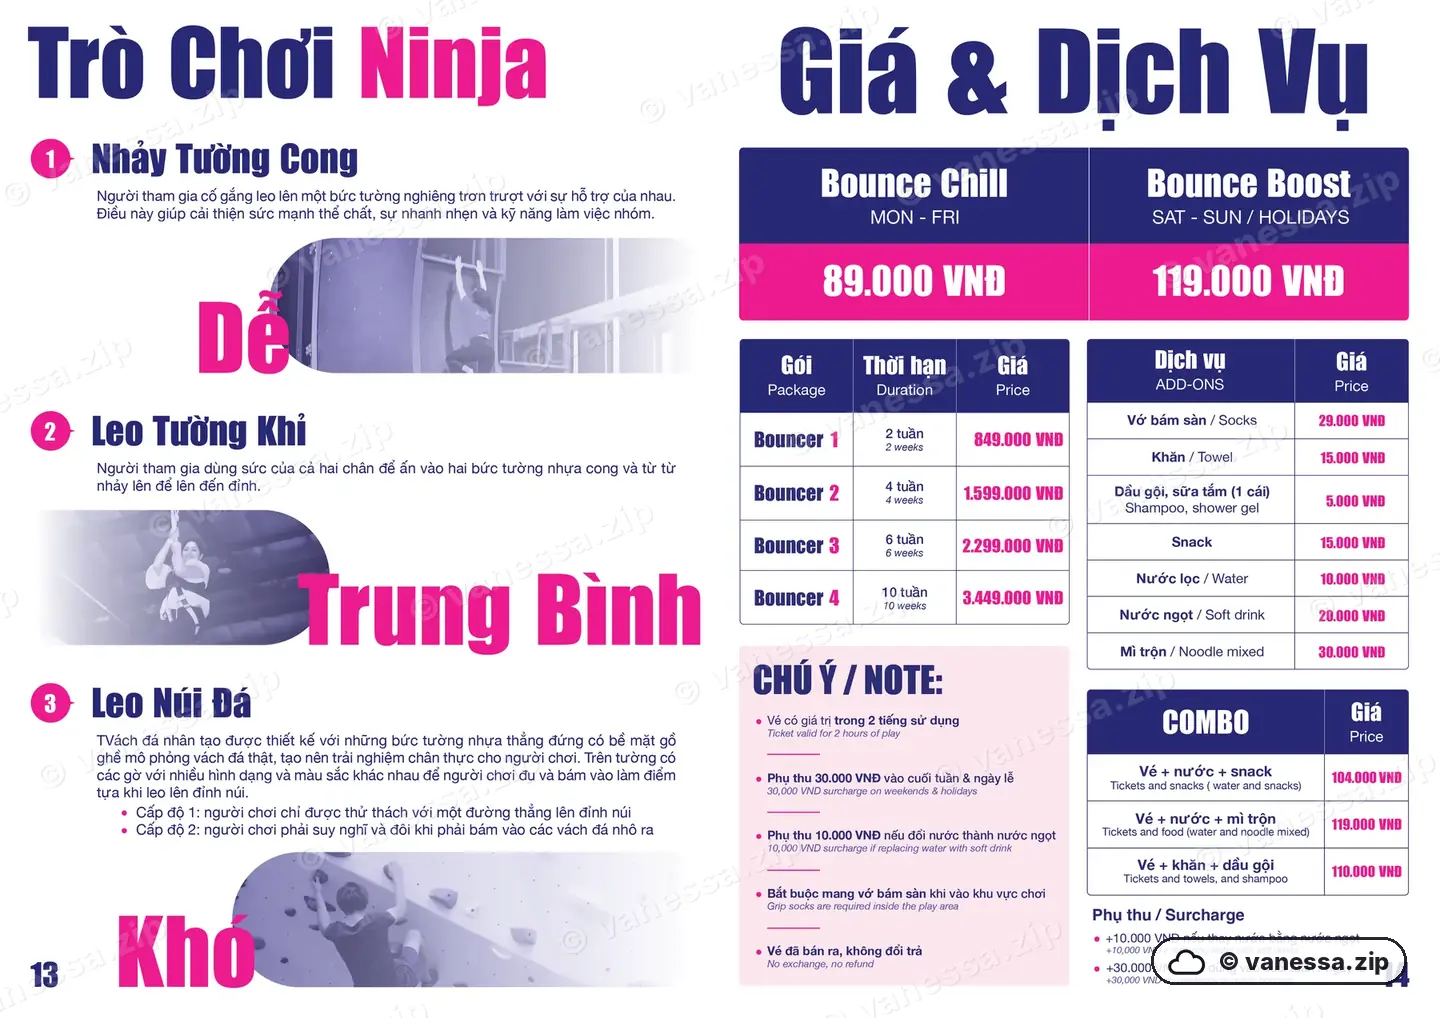 Trò Chơi Ninja
1
Nhảy Tường Cong
Người tham gia cố gắng leo lên một bức tường nghiêng trơn trượt với sự hỗ trợ của nhau.
Điều này giúp cải thiện sức mạnh thể chất, sự nhanh nhẹn và kỹ năng làm việc nhóm.
Dễ
2
Leo Tường Khỉ
Người tham gia dùng sức của cả hai chân để ấn vào hai bức tường nhựa cong và từ từ
nhảy lên để lên đến đỉnh.
Trung Bình
3
Leo Núi Đá
TVách đá nhân tạo được thiết kế với những bức tường nhựa thẳng đứng có bề mặt gồ
ghề mô phỏng vách đá thật, tạo nên trải nghiệm chân thực cho người chơi. Trên tường có
các gờ với nhiều hình dạng và màu sắc khác nhau để người chơi đu và bám vào làm điểm
tựa khi leo lên đỉnh núi.
• Cấp độ 1: người chơi chỉ được thử thách với một đường thẳng lên đỉnh núi
• Cấp độ 2: người chơi phải suy nghĩ và đôi khi phải bám vào các vách đá nhô ra
Khó
13
Giá & Dịch Vụ
Bounce Chill
MON - FRI
89.000 VNĐ
Bounce Boost
SAT - SUN / HOLIDAYS
119.000 VNĐ
Gói Thời hạn Giá
Package Duration Price
Bouncer 1 2 tuần 849.000 VNĐ
2 weeks
Bouncer 2 4 tuần 1.599.000 VNĐ
4 weeks
Bouncer 3 6 tuần 2.299.000 VNĐ
6 weeks
Bouncer 4 10 tuần 3.449.000 VNĐ
10 weeks
CHÚ Ý / NOTE:
• Vé có giá trị trong 2 tiếng sử dụng
Ticket valid for 2 hours of play
• Phụ thu 30.000 VNĐ vào cuối tuần & ngày lễ
30,000 VND surcharge on weekends & holidays
• Phụ thu 10.000 VNĐ nếu đổi nước thành nước ngọt
10,000 VND surcharge if replacing water with soft drink
• Bắt buộc mang vớ bám sàn khi vào khu vực chơi
Grip socks are required inside the play area
• Vé đã bán ra, không đổi trả
No exchange, no refund
Dịch vụ Giá
ADD-ONS Price
Vớ bám sàn / Socks 29.000 VNĐ
Khăn / Towel 15.000 VNĐ
Dầu gội, sữa tắm (1 cái) 5.000 VNĐ
Shampoo, shower gel
Snack 15.000 VNĐ
Nước lọc / Water 10.000 VNĐ
Nước ngọt / Soft drink 20.000 VNĐ
Mì trộn / Noodle mixed 30.000 VNĐ
COMBO Giá
Price
Vé + nước + snack 104.000 VNĐ
Tickets and snacks ( water and snacks)
Vé + nước + mì trộn 119.000 VNĐ
Tickets and food (water and noodle mixed)
Vé + khăn + dầu gội 110.000 VNĐ
Tickets and towels, and shampoo
Phụ thu / Surcharge
• +10.000 VNĐ nếu thay nước bằng nước ngọt
+10,000 VND
• +30.000
+30,000 VND
14
© vanessa.zip